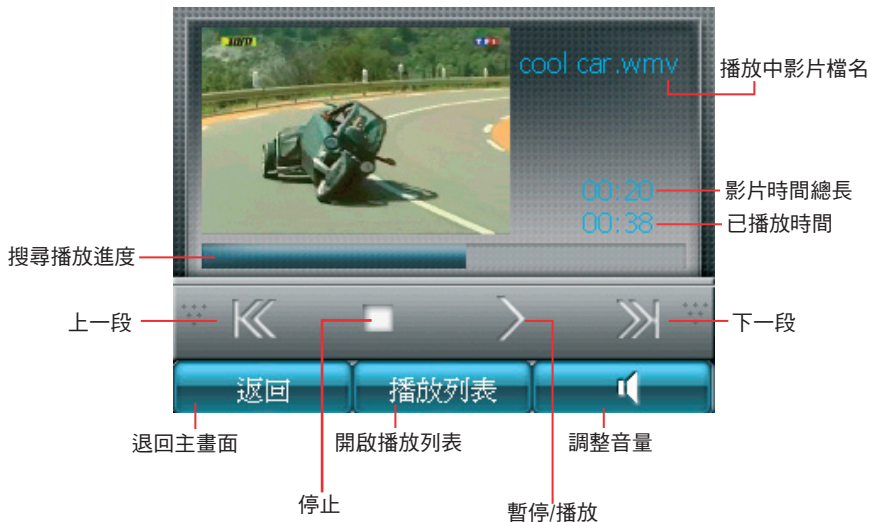 TF1
cool car.wmv
播放中影片檔名
00:20
影片時間總長
00:38
已播放時間
搜尋播放進度
上一段
下一段
返回
播放列表
退回主畫面
開啟播放列表
調整音量
停止
暫停/播放